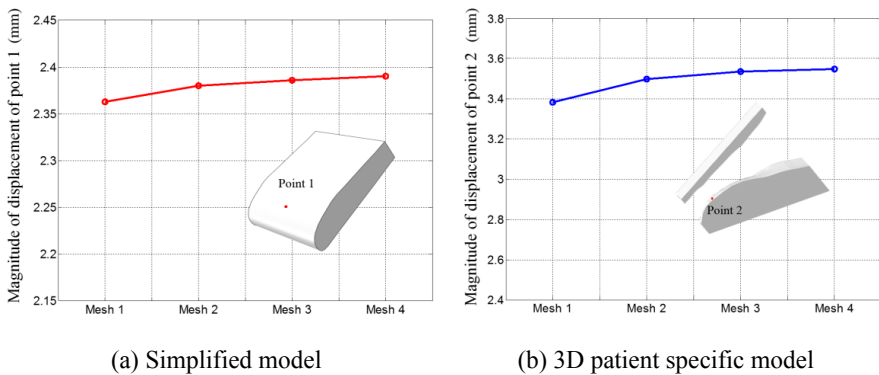 Magnitude of displacement of point 1 (mm)
2.45
2.4
2.35
2.3
2.25
2.2
2.15
Point 1
Mesh 1 Mesh 2 Mesh 3 Mesh 4
(a) Simplified model
Magnitude of displacement of point 2 (mm)
3.8
3.6
3.4
3.2
3
2.8
2.6
2.4
Point 2
Mesh 1 Mesh 2 Mesh 3 Mesh 4
(b) 3D patient specific model